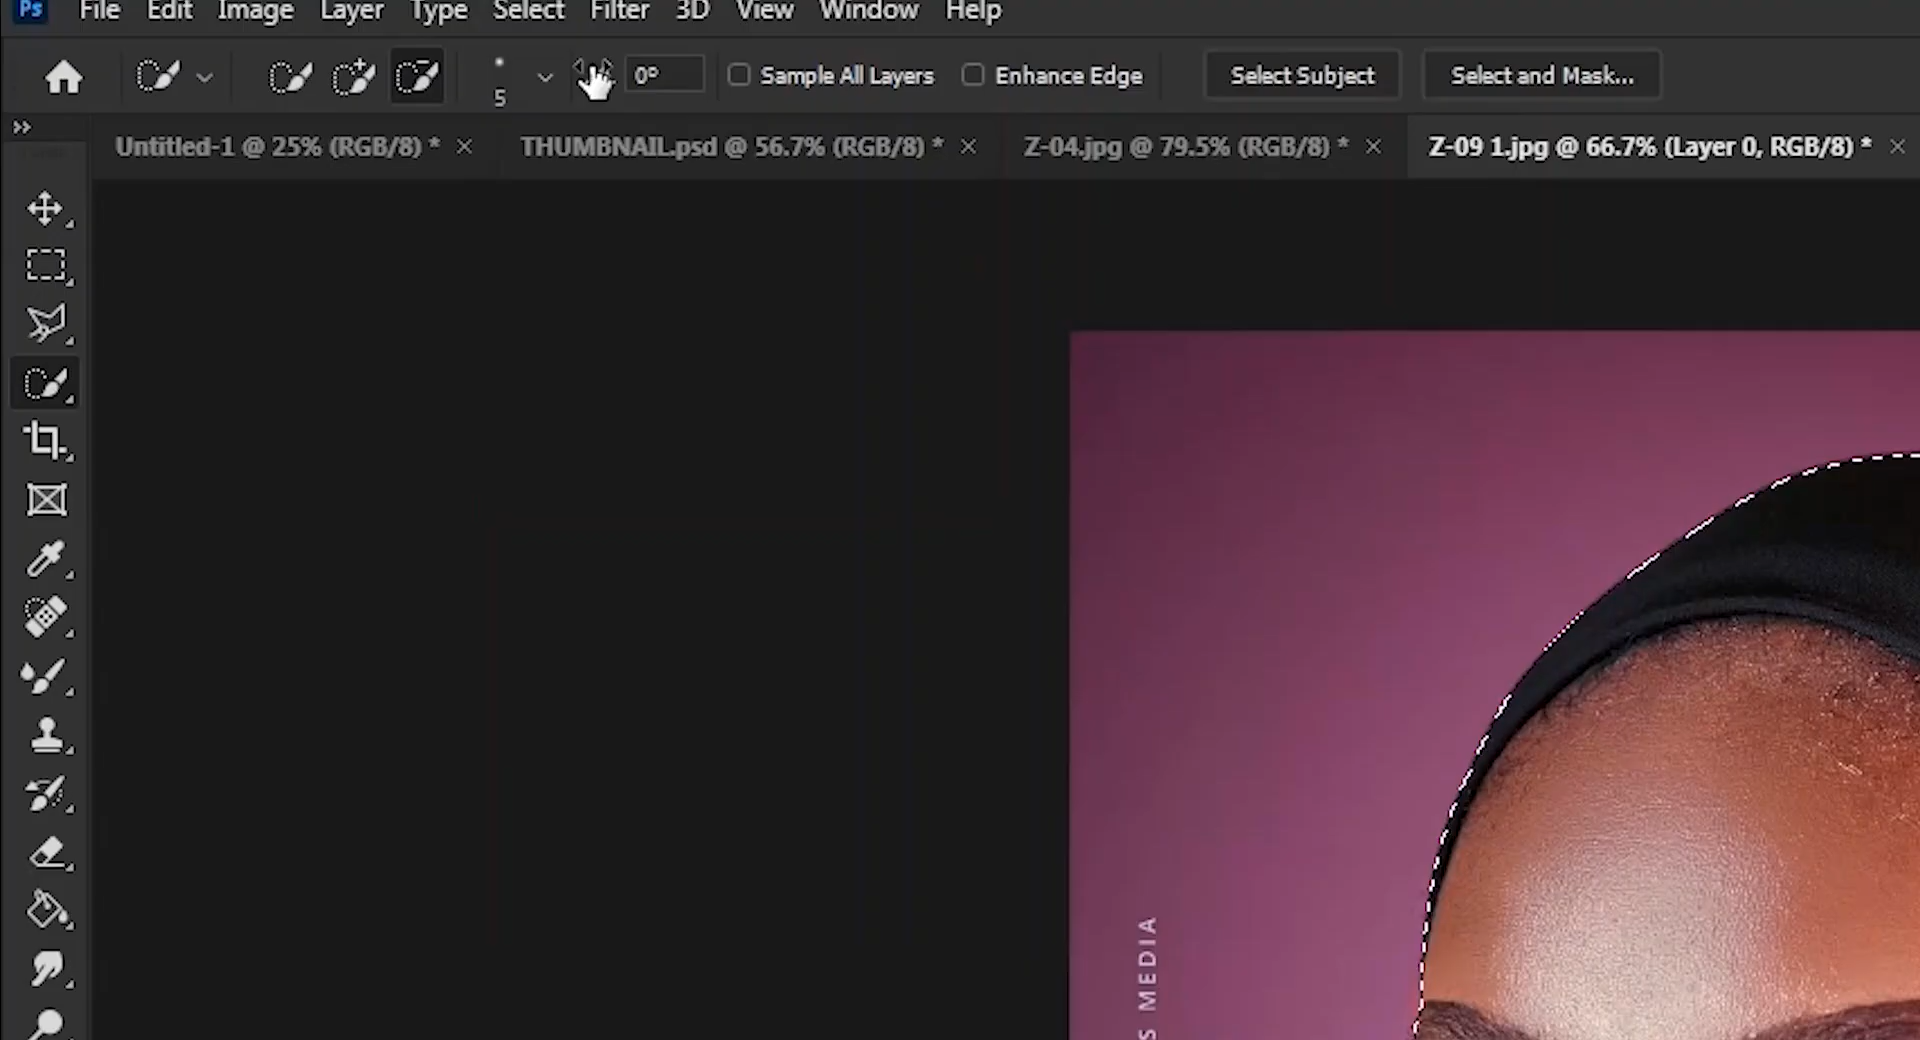 Ps File Edit Image Layer Type Select Filter 3D View Window Help
5 0° Sample All Layers Enhance Edge Select Subject Select and Mask...
Untitled-1 @ 25% (RGB/8) * × THUMBNAIL.psd @ 56.7% (RGB/8) * × Z-04.jpg @ 79.5% (RGB/8) * × Z-09 1.jpg @ 66.7% (Layer 0, RGB/8) * ×
S MEDIA